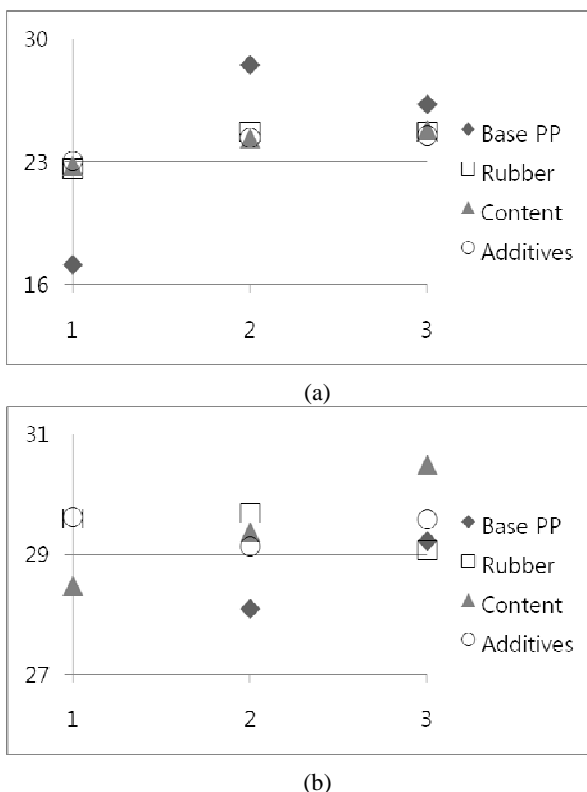 30
23
16
1 2 3
Base PP
Rubber
Content
Additives
(a)
31
29
27
1 2 3
Base PP
Rubber
Content
Additives
(b)